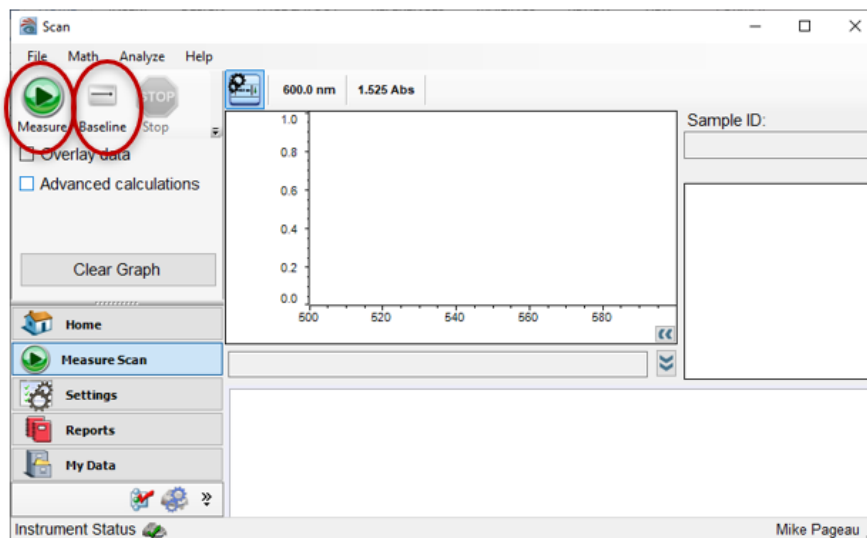 Scan
File Math Analyze Help
600.0 nm 1.525 Abs
STOP
Measure Baseline Stop
Overlay data
Advanced calculations
Clear Graph
Home
Measure Scan
Settings
Reports
My Data
Instrument Status
1.0
0.8
0.6
0.4
0.2
0.0
500 520 540 560 580
Sample ID:
Mike Pageau